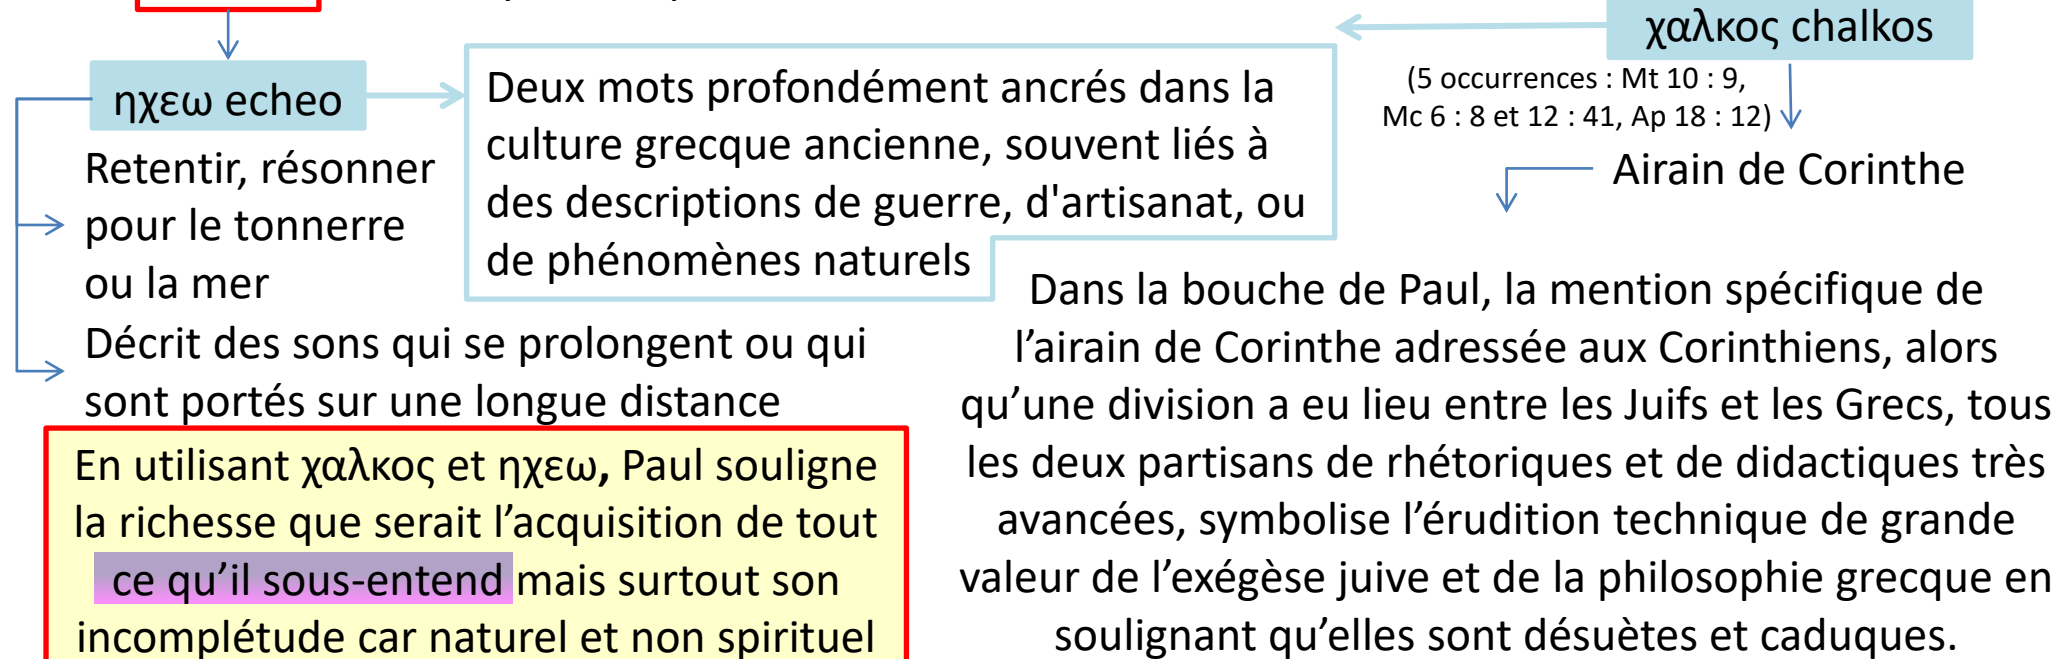 χαλκος chalkos
(5 occurrences : Mt 10 : 9,
Mc 6 : 8 et 12 : 41, Ap 18 : 12)
Airain de Corinthe
ηχεω echeo
Retentir, résonner
pour le tonnerre
ou la mer
Décrit des sons qui se prolongent ou qui
sont portés sur une longue distance
Deux mots profondément ancrés dans la
culture grecque ancienne, souvent liés à
des descriptions de guerre, d'artisanat, ou
de phénomènes naturels
Dans la bouche de Paul, la mention spécifique de
l’airain de Corinthe adressée aux Corinthiens, alors
qu’une division a eu lieu entre les Juifs et les Grecs, tous
les deux partisans de rhétoriques et de didactiques très
avancées, symbolise l’érudition technique de grande
valeur de l’exégèse juive et de la philosophie grecque en
soulignant qu’elles sont désuètes et caduques.
En utilisant χαλκος et ηχεω, Paul souligne
la richesse que serait l’acquisition de tout
ce qu’il sous-entend mais surtout son
incomplétude car naturel et non spirituel